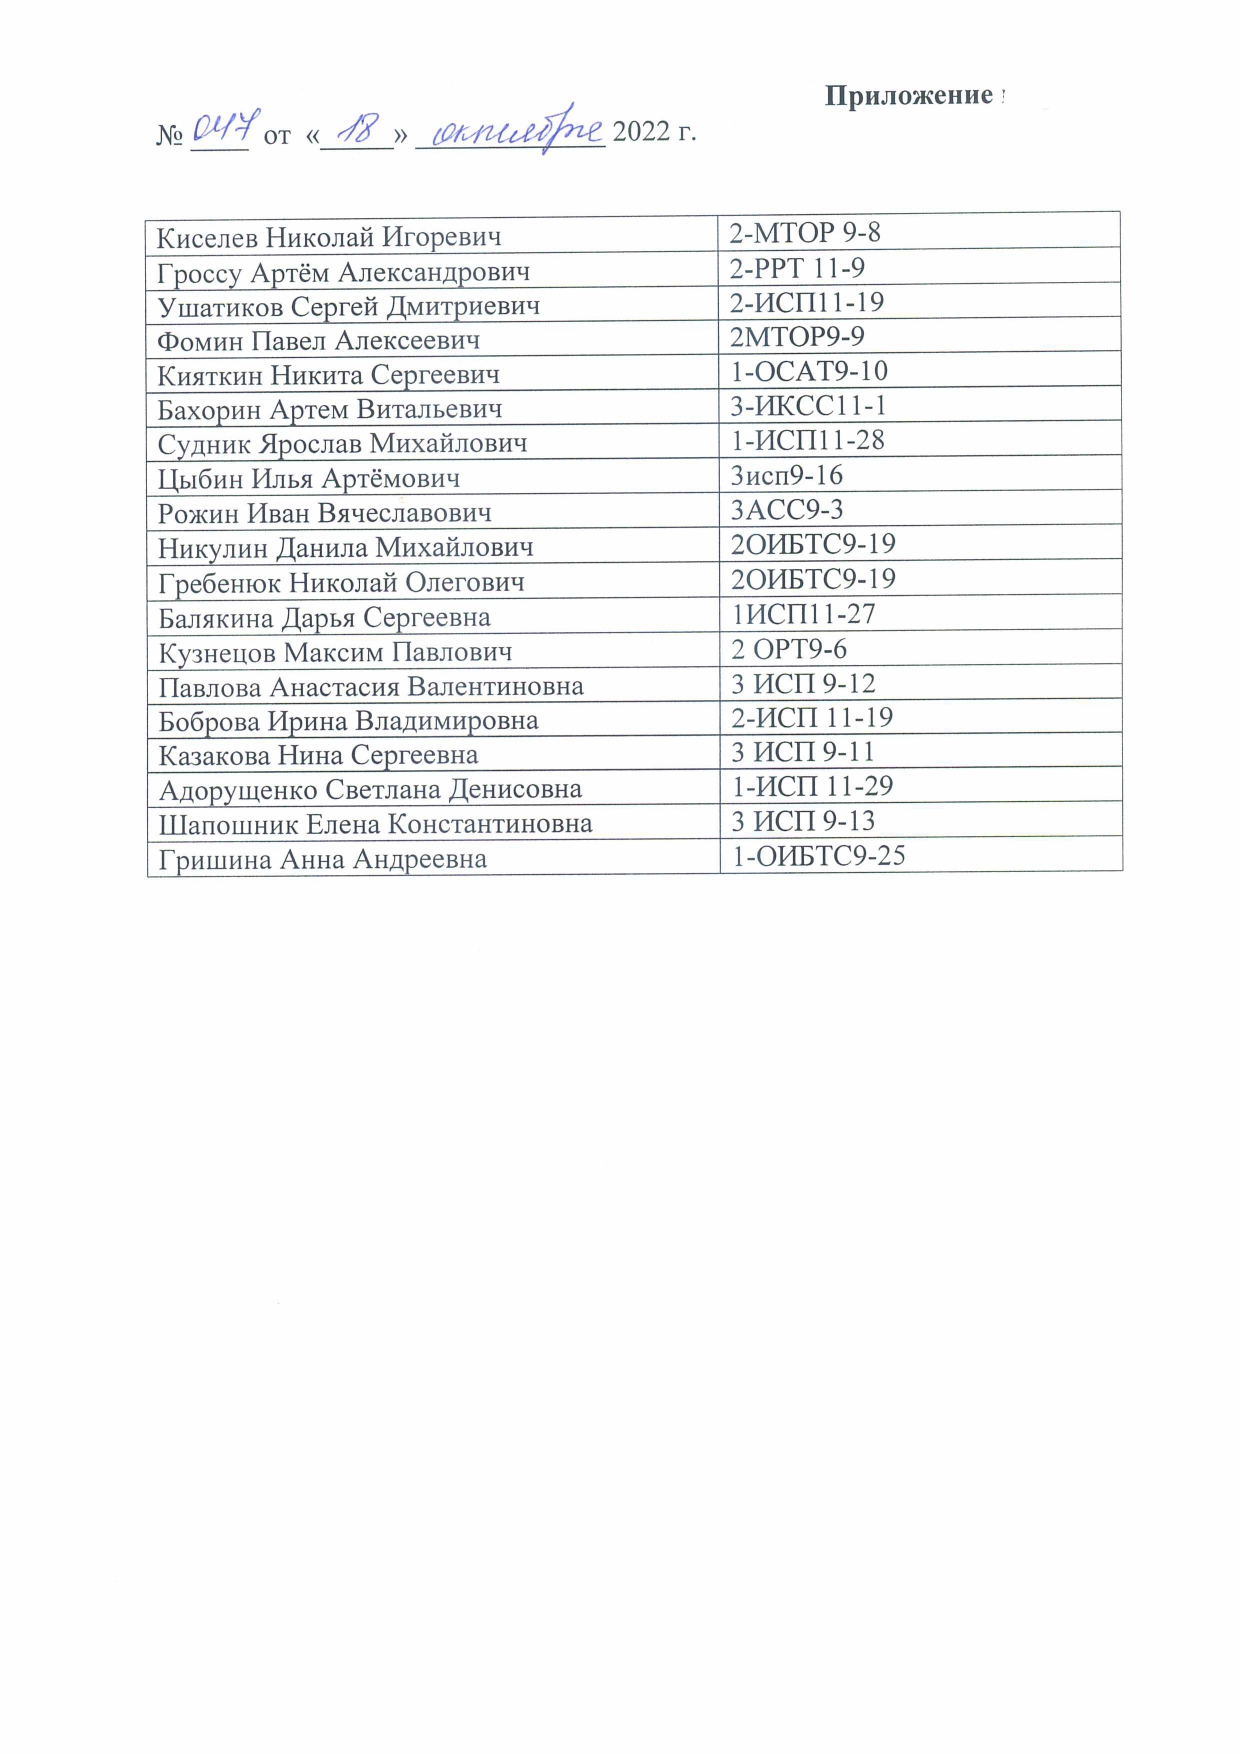 Приложение
№ 047 от «18» октября 2022 г.
Киселев Николай Игоревич 2-МТОР 9-8
Гроссу Артём Александрович 2-РРТ 11-9
Ушатиков Сергей Дмитриевич 2-ИСП11-19
Фомин Павел Алексеевич 2МТОР9-9
Кияткин Никита Сергеевич 1-ОСАТ9-10
Бахорин Артем Витальевич 3-ИКСС11-1
Судник Ярослав Михайлович 1-ИСП11-28
Цыбин Илья Артёмович 3исп9-16
Рожин Иван Вячеславович 3АСС9-3
Никулин Данила Михайлович 2ОИБТС9-19
Гребенюк Николай Олегович 2ОИБТС9-19
Балякина Дарья Сергеевна 1ИСП11-27
Кузнецов Максим Павлович 2 ОРТ9-6
Павлова Анастасия Валентиновна 3 ИСП 9-12
Боброва Ирина Владимировна 2-ИСП 11-19
Казакова Нина Сергеевна 3 ИСП 9-11
Адорущенко Светлана Денисовна 1-ИСП 11-29
Шапошник Елена Константиновна 3 ИСП 9-13
Гришина Анна Андреевна 1-ОИБТС9-25